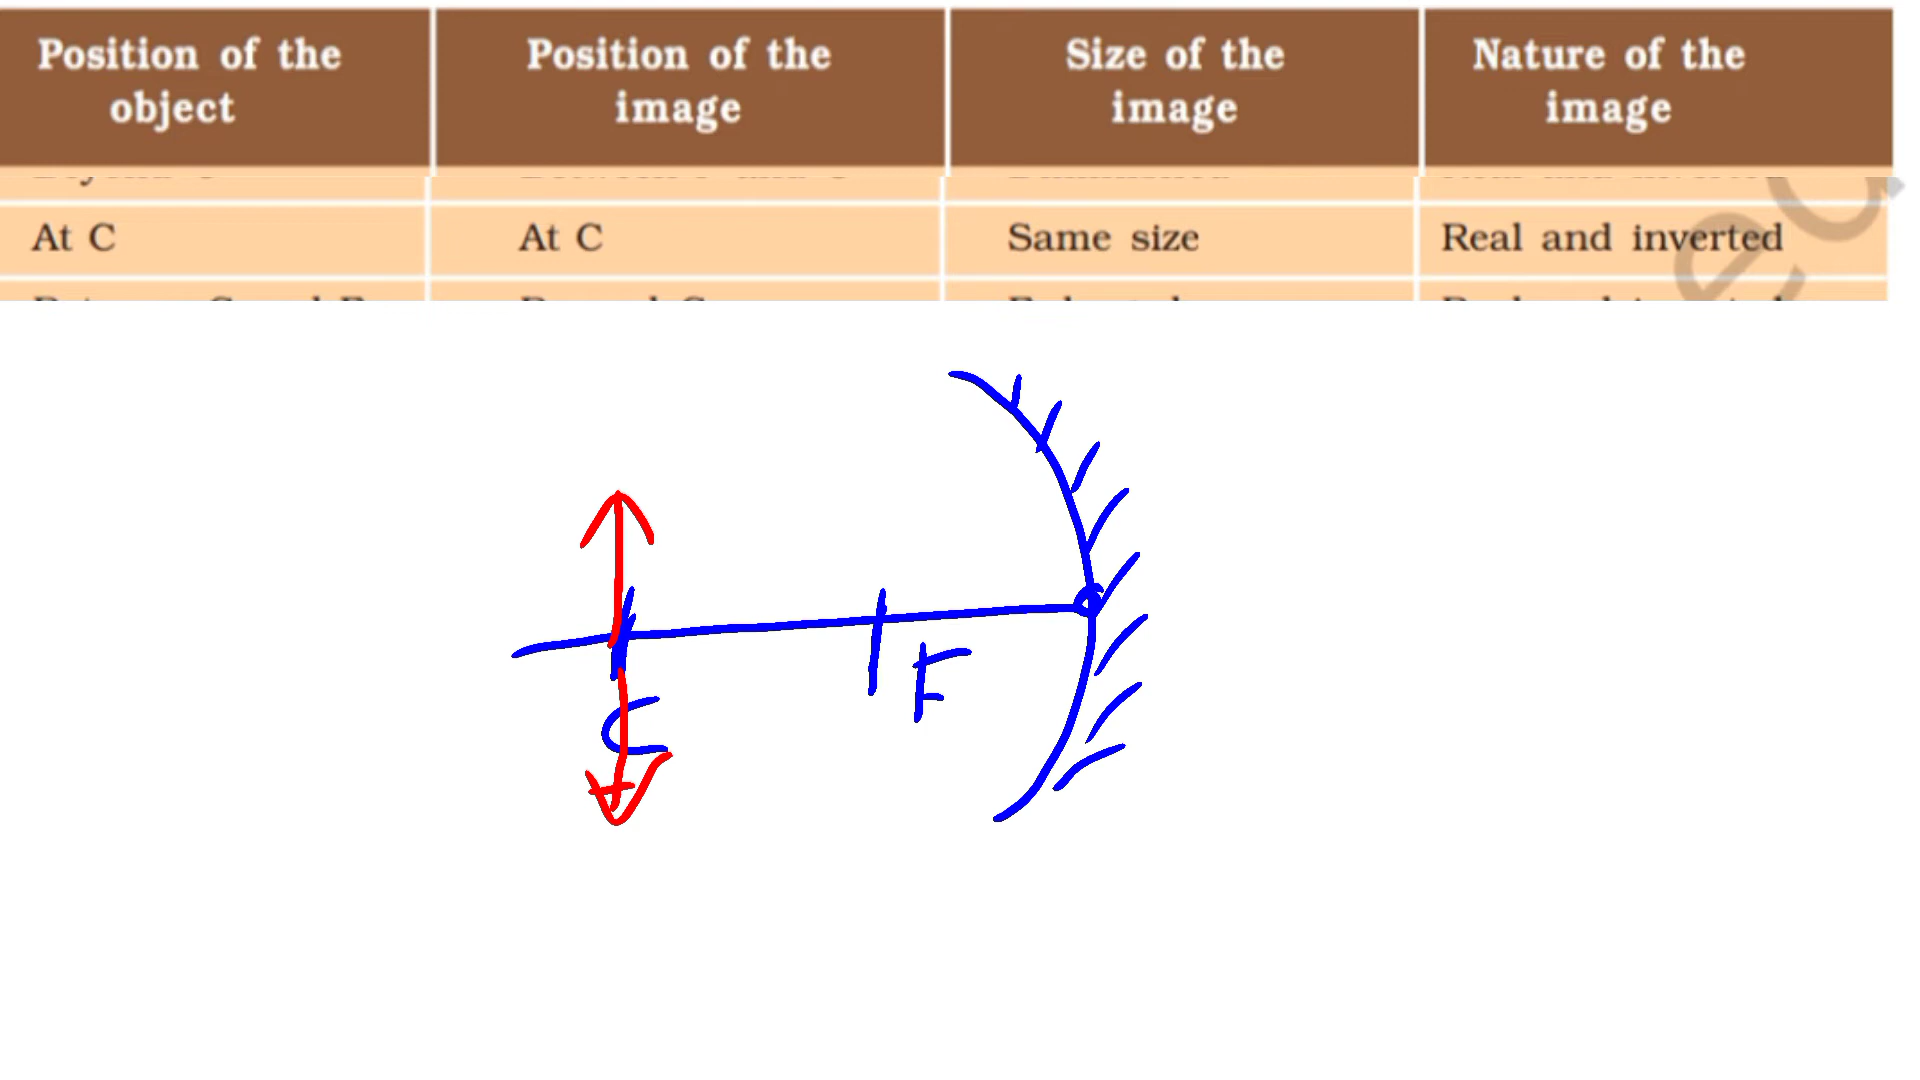 Position of the object
Position of the image
Size of the image
Nature of the image
At C
At C
Same size
Real and inverted
C
F